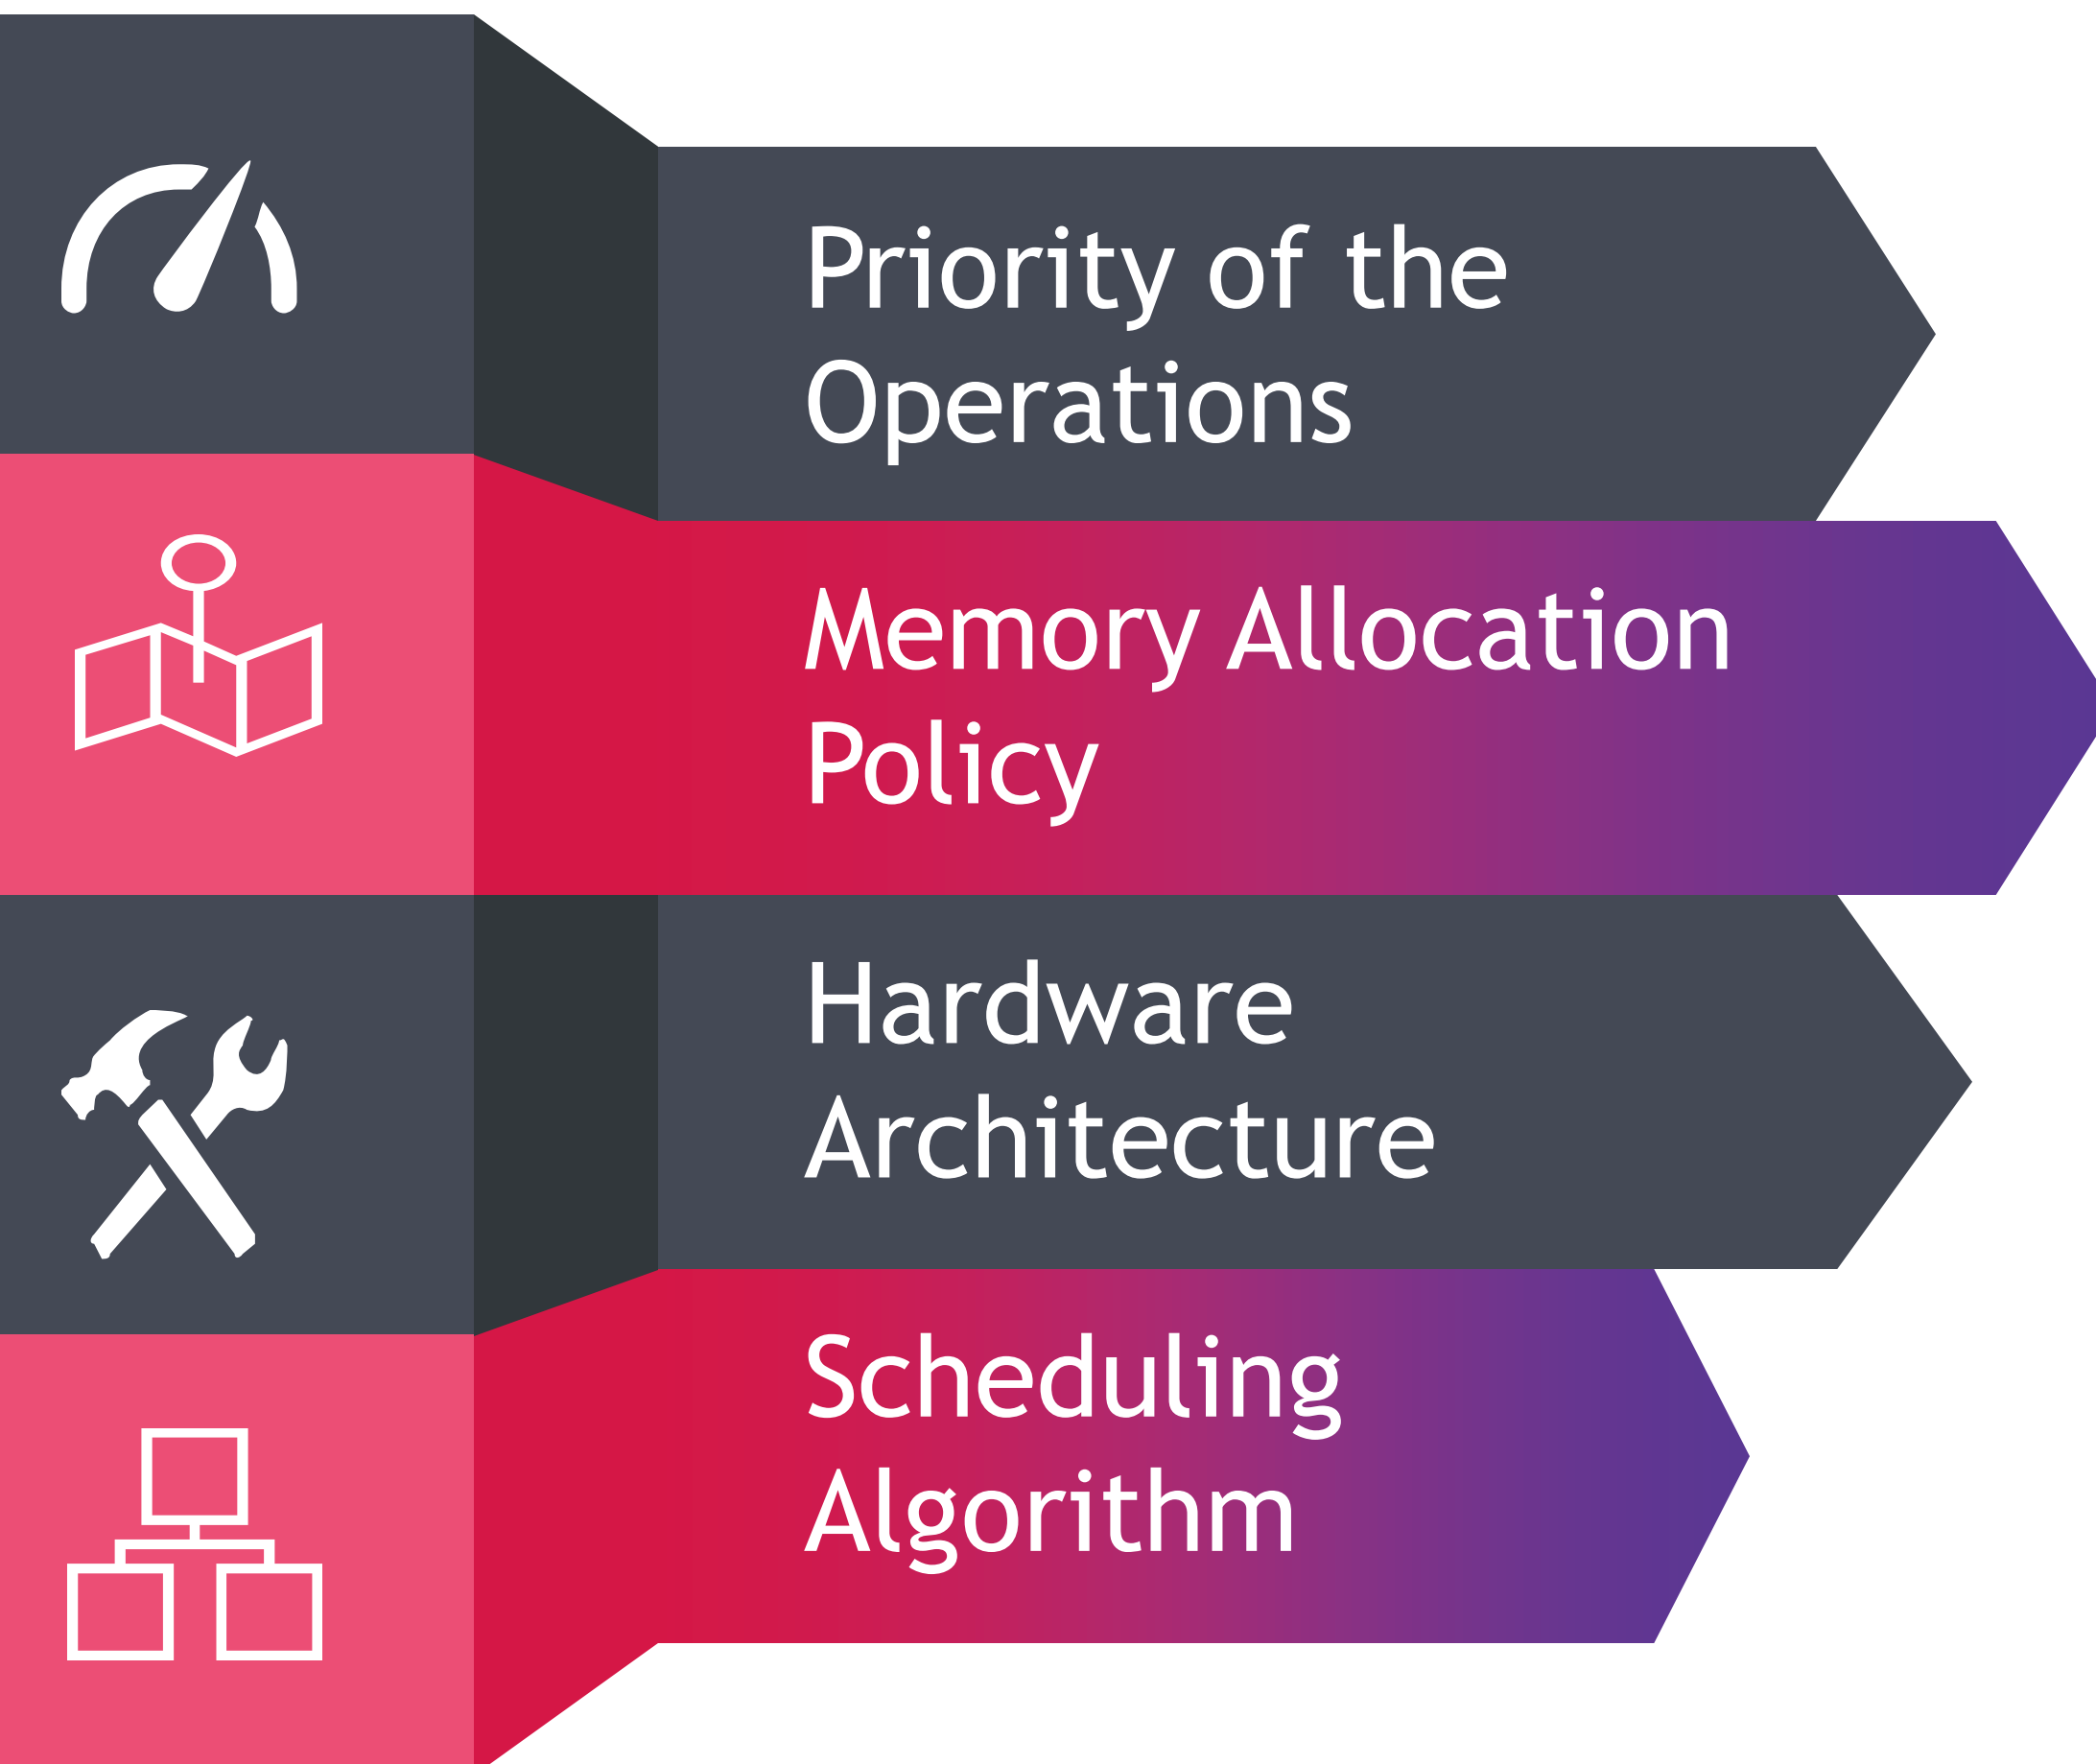 Priority of the
Operations
Memory Allocation
Policy
Hardware
Architecture
Scheduling
Algorithm